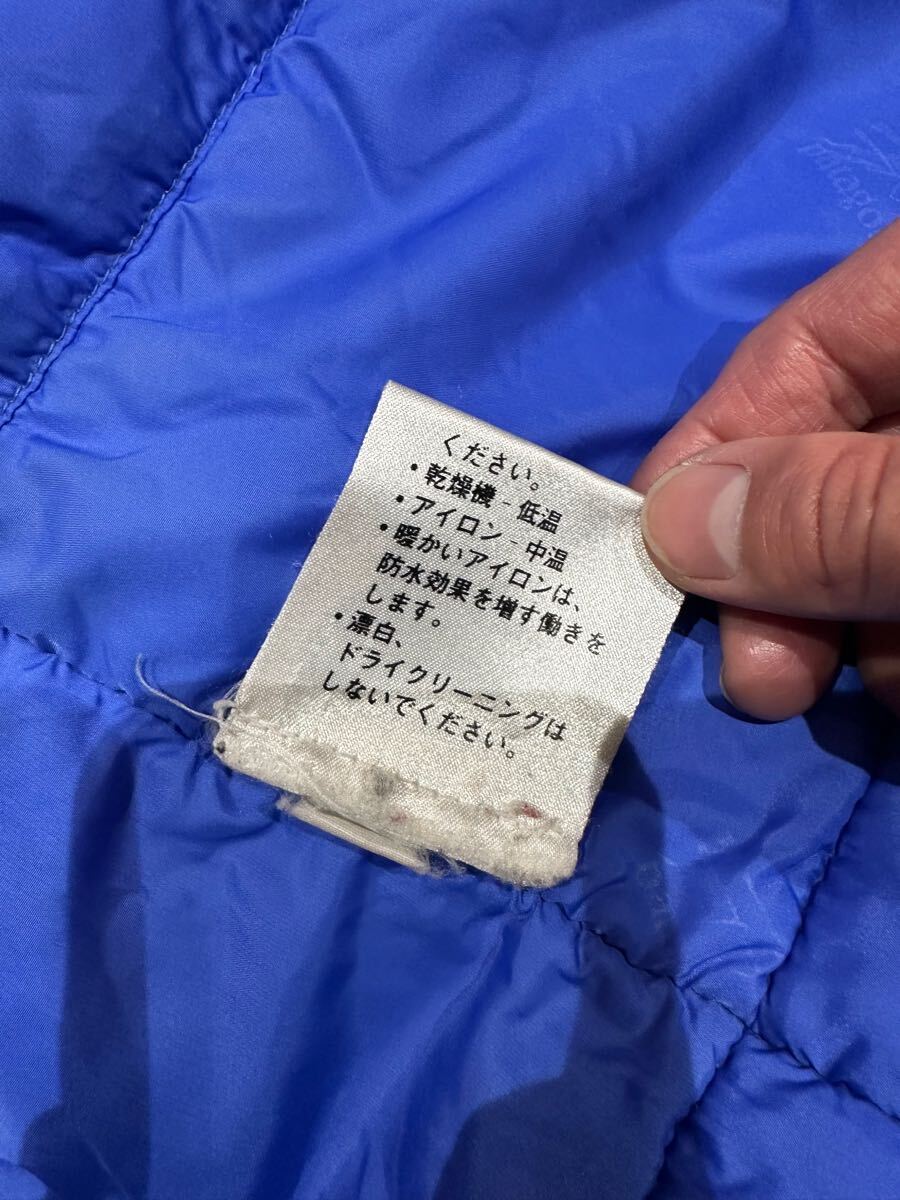 ください。
・乾燥機 - 低温
・アイロン - 中温
・暖かいアイロンは、
防水効果を増す働きを
します。
・漂白、
ドライクリーニングは
しないでください。